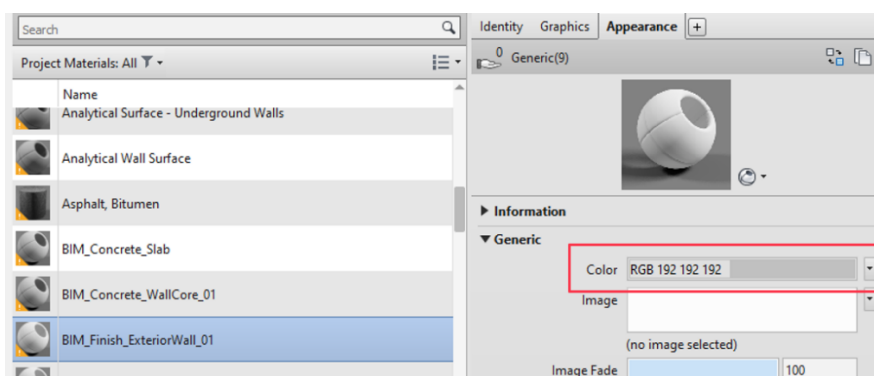 Search
Project Materials: All
Name
Analytical Surface - Underground Walls
Analytical Wall Surface
Asphalt, Bitumen
BIM_Concrete_Slab
BIM_Concrete_WallCore_01
BIM_Finish_ExteriorWall_01
Identity Graphics Appearance +
0 Generic(9)
Information
Generic
Color RGB 192 192 192
Image
(no image selected)
Image Fade 100